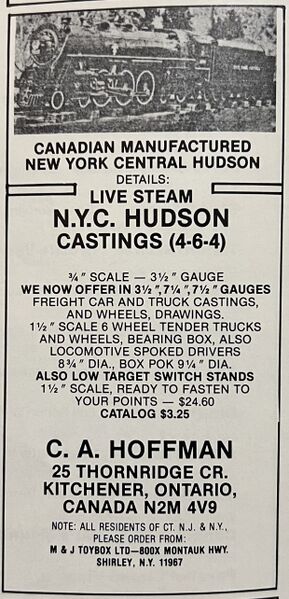 CANADIAN MANUFACTURED
NEW YORK CENTRAL HUDSON
DETAILS:
LIVE STEAM
N.Y.C. HUDSON
CASTINGS (4-6-4)
¾" SCALE — 3½" GAUGE
WE NOW OFFER IN 3½", 7¼", 7½" GAUGES
FREIGHT CAR AND TRUCK CASTINGS,
AND WHEELS, DRAWINGS.
1½" SCALE 6 WHEEL TENDER TRUCKS
AND WHEELS, BEARING BOX, ALSO
LOCOMOTIVE SPOKED DRIVERS
8¾" DIA., BOX POK 9¼" DIA.
ALSO LOW TARGET SWITCH STANDS
1½" SCALE, READY TO FASTEN TO
YOUR POINTS — $24.60
CATALOG $3.25
C. A. HOFFMAN
25 THORNRIDGE CR.
KITCHENER, ONTARIO,
CANADA N2M 4V9
NOTE: ALL RESIDENTS OF CT. N.J. & N.Y.,
PLEASE ORDER FROM:
M & J TOYBOX LTD—800X MONTAUK HWY.
SHIRLEY, N.Y. 11967